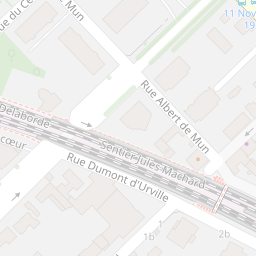 ue du Ce
Mun
11 Nov
19
Rue Albert de Mun
Delaborde
cœur
Sentier Jules Machard
Rue Dumont d'Urville
1b
2b